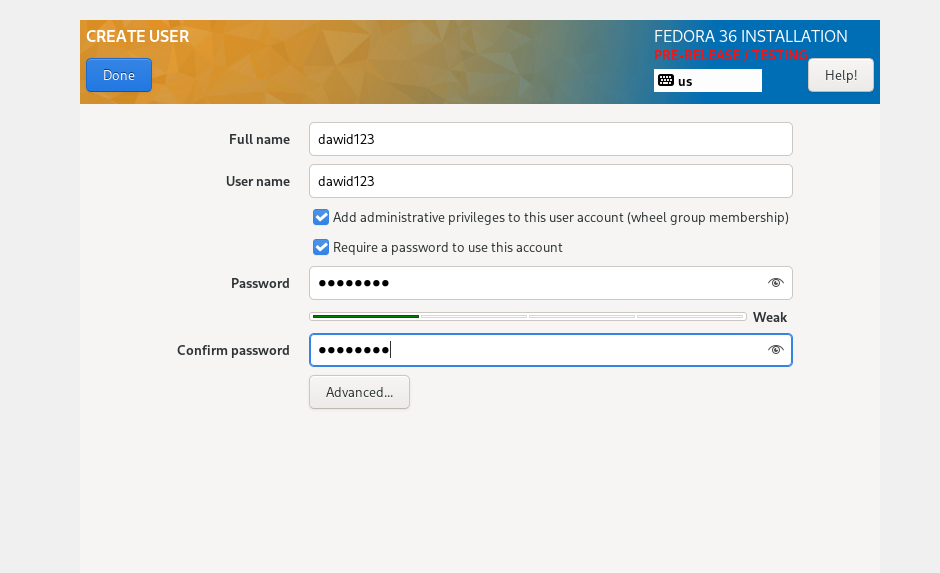 CREATE USER
FEDORA 36 INSTALLATION
PRE-RELEASE / TESTING
Done
us
Help!
Full name
dawid123
User name
dawid123
Add administrative privileges to this user account (wheel group membership)
Require a password to use this account
Password
●●●●●●●●
Weak
Confirm password
●●●●●●●●
Advanced...